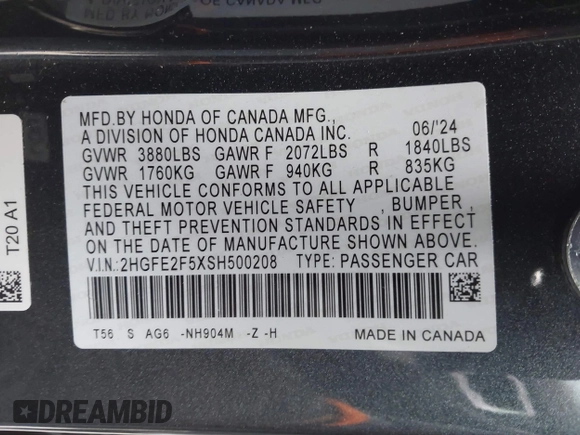 MFD.BY HONDA OF CANADA MFG.,
A DIVISION OF HONDA CANADA INC. 06/'24
GVWR 3880LBS GAWR F 2072LBS R 1840LBS
GVWR 1760KG GAWR F 940KG R 835KG
THIS VEHICLE CONFORMS TO ALL APPLICABLE
FEDERAL MOTOR VEHICLE SAFETY , BUMPER ,
AND THEFT PREVENTION STANDARDS IN EFFECT
ON THE DATE OF MANUFACTURE SHOWN ABOVE.
V.I.N.:2HGFE2F5XSH500208 TYPE: PASSENGER CAR
T56 S AG6 -NH904M -Z -H
MADE IN CANADA
T20 A1
DREAMBID